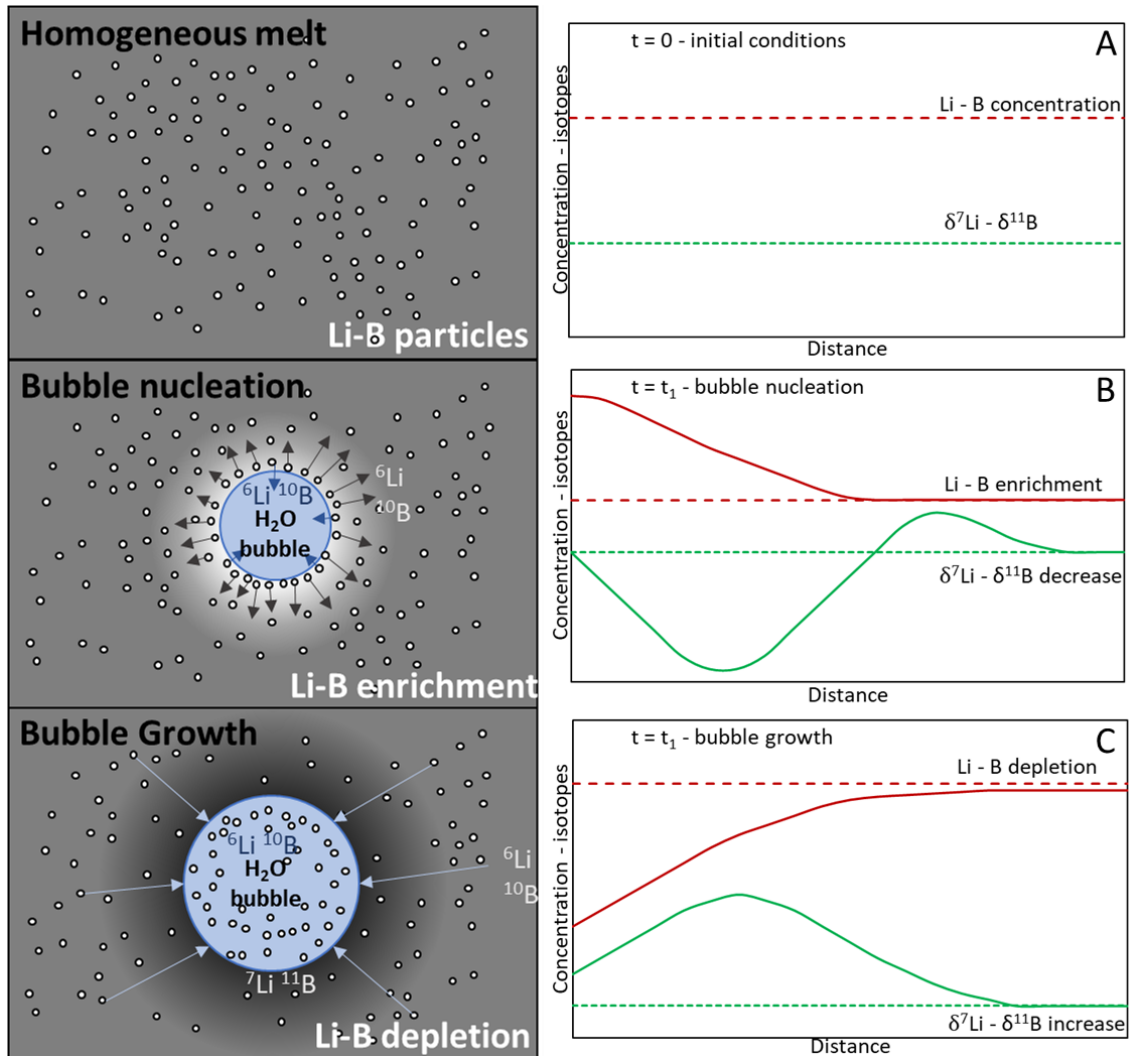 Homogeneous melt
Li-B particles
t = 0 - initial conditions
A
Li - B concentration
δ⁷Li - δ¹¹B
Concentration - isotopes
Distance
Bubble nucleation
⁶Li ¹⁰B
H₂O
bubble
⁶Li
¹⁰B
Li-B enrichment
t = t₁ - bubble nucleation
B
Li - B enrichment
δ⁷Li - δ¹¹B decrease
Concentration - isotopes
Distance
Bubble Growth
⁶Li ¹⁰B
H₂O
bubble
⁶Li
¹⁰B
⁷Li ¹¹B
Li-B depletion
t = t₁ - bubble growth
C
Li - B depletion
δ⁷Li - δ¹¹B increase
Concentration - isotopes
Distance